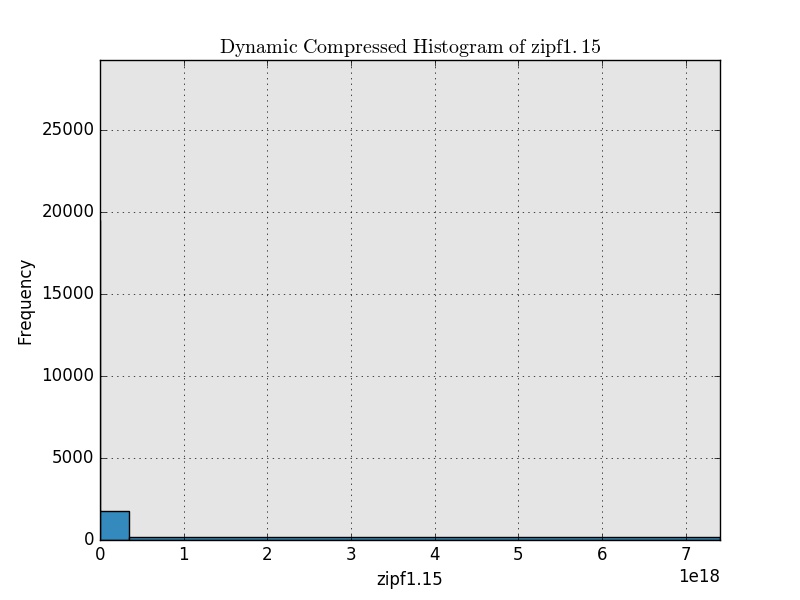 Dynamic Compressed Histogram of zipf1.15
25000
20000
15000
10000
5000
0
Frequency
0 1 2 3 4 5 6 7
1e18
zipf1.15